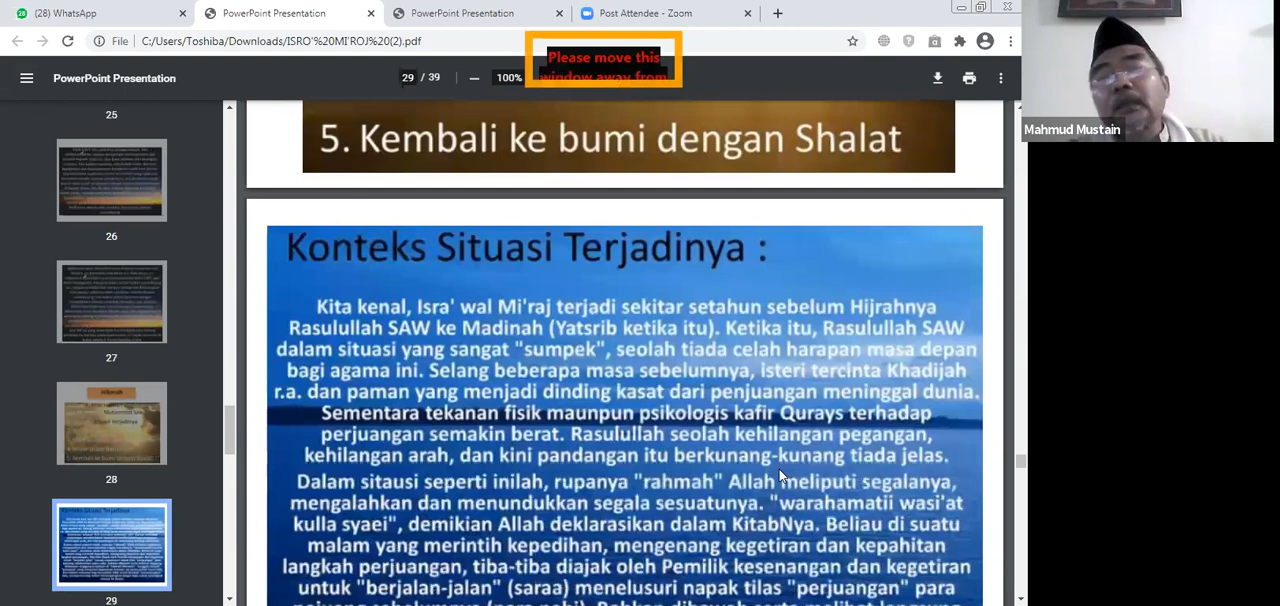 (28) WhatsApp
PowerPoint Presentation
PowerPoint Presentation
Post Attendee - Zoom
File
C:/Users/Toshiba/Downloads/ISRO'%20MI'ROJ%20(2).pdf
PowerPoint Presentation
29 / 39
100%
Please move this
window away from
Mahmud Mustain
25
26
27
Hikmah
28
29
5. Kembali ke bumi dengan Shalat
Konteks Situasi Terjadinya :
Kita kenal, Isra' wal Mi'raj terjadi sekitar setahun sebelum Hijrahnya
Rasulullah SAW ke Madinah (Yatsrib ketika itu). Ketika itu, Rasulullah SAW
dalam situasi yang sangat "sumpek", seolah tiada celah harapan masa depan
bagi agama ini. Selang beberapa masa sebelumnya, isteri tercinta Khadijah
r.a. dan paman yang menjadi dinding kasat dari penjuangan meninggal dunia.
Sementara tekanan fisik maunpun psikologis kafir Qurays terhadap
perjuangan semakin berat. Rasulullah seolah kehilangan pegangan,
kehilangan arah, dan kini pandangan itu berkunang-kunang tiada jelas.
Dalam sitausi seperti inilah, rupanya "rahmah" Allah meliputi segalanya,
mengalahkan dan menundukkan segala sesuatunya. "warahamatii wasi'at
kulla syaei", demikian Allah deklarasikan dalam KitabNya. Beliau di suatu
malam yang merintih kepedihan, mengenang kegetiran dan kepahitan
langkah perjuangan, tiba-tiba diajak oleh Pemilik kesenangan dan kegetiran
untuk "berjalan-jalan" (saraa) menelusuri napak tilas "perjuangan" para